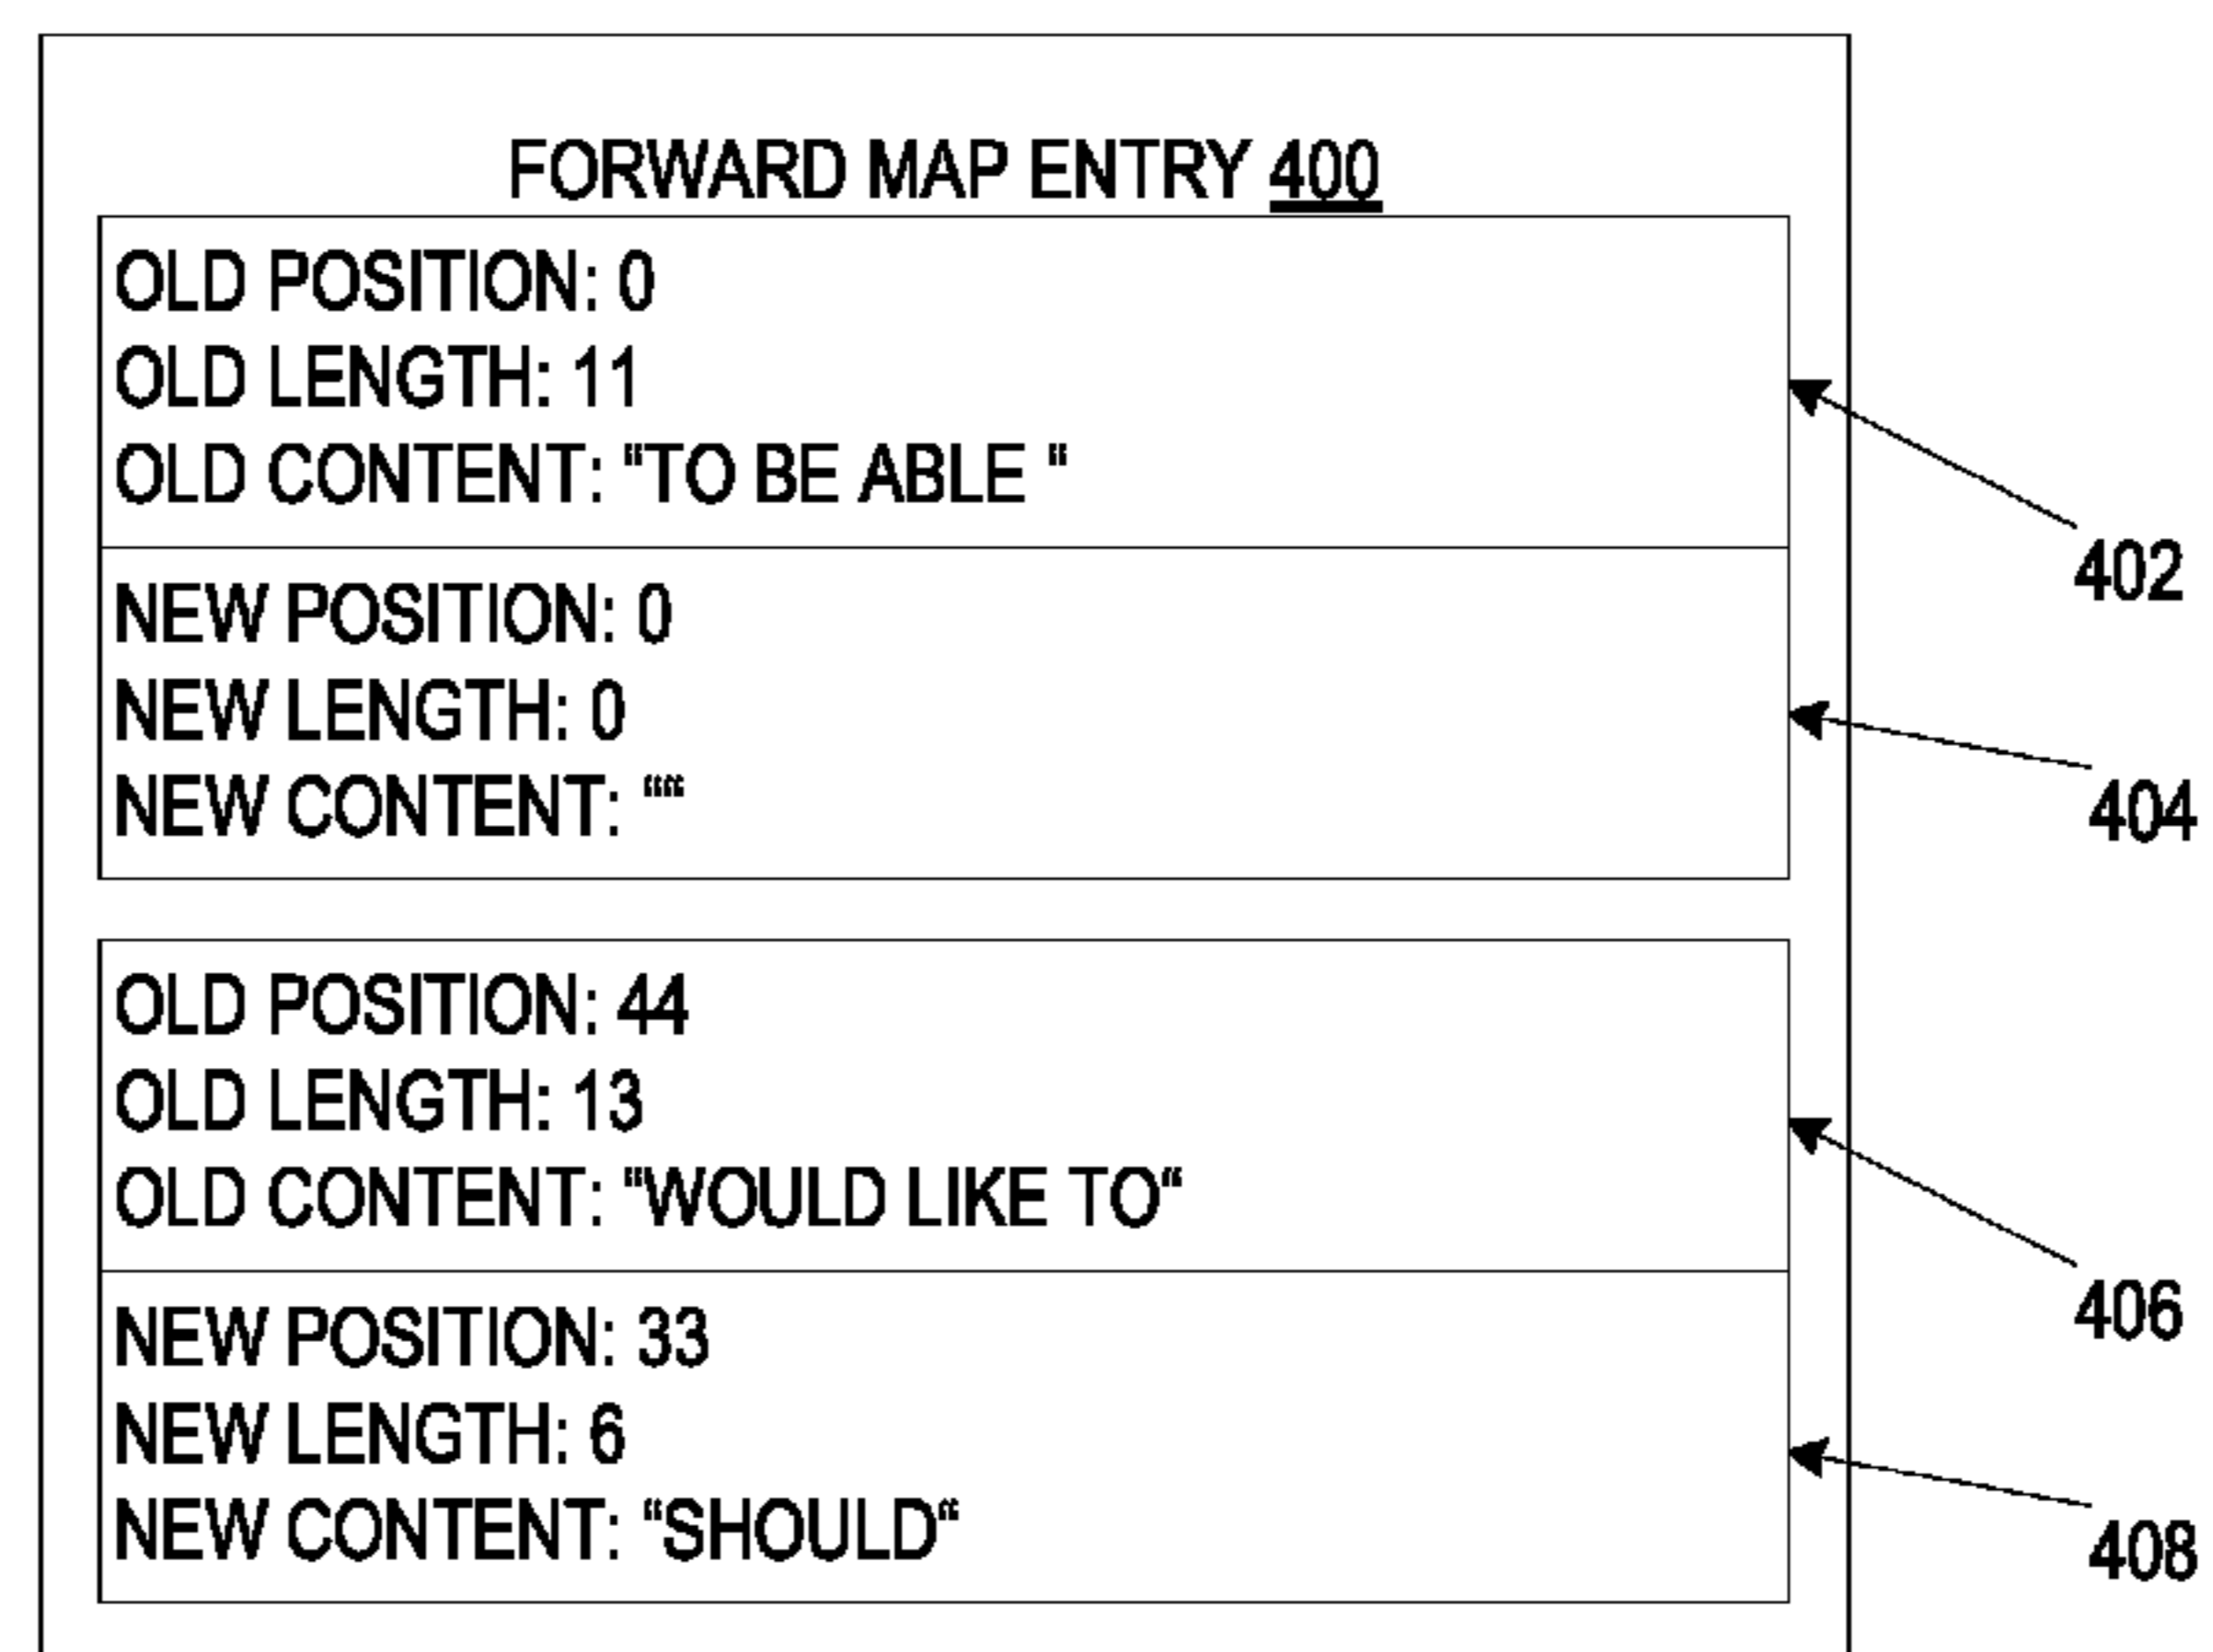 FORWARD MAP ENTRY 400
OLD POSITION: 0
OLD LENGTH: 11
OLD CONTENT: “TO BE ABLE “
402
NEW POSITION: 0
NEW LENGTH: 0
NEW CONTENT: ““
404
OLD POSITION: 44
OLD LENGTH: 13
OLD CONTENT: “WOULD LIKE TO“
406
NEW POSITION: 33
NEW LENGTH: 6
NEW CONTENT: “SHOULD“
408